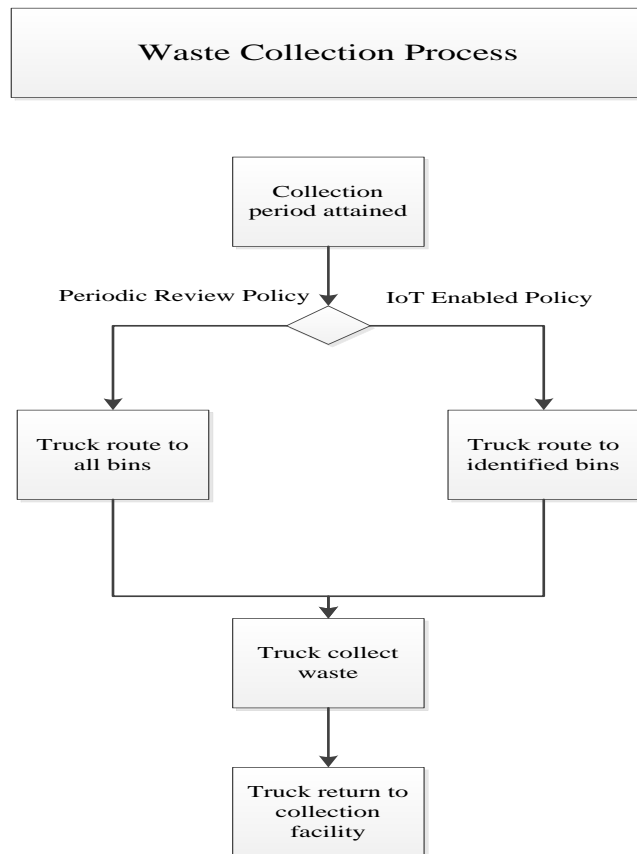 Waste Collection Process
Collection
period attained
Periodic Review Policy
IoT Enabled Policy
Truck route to
all bins
Truck route to
identified bins
Truck collect
waste
Truck return to
collection
facility